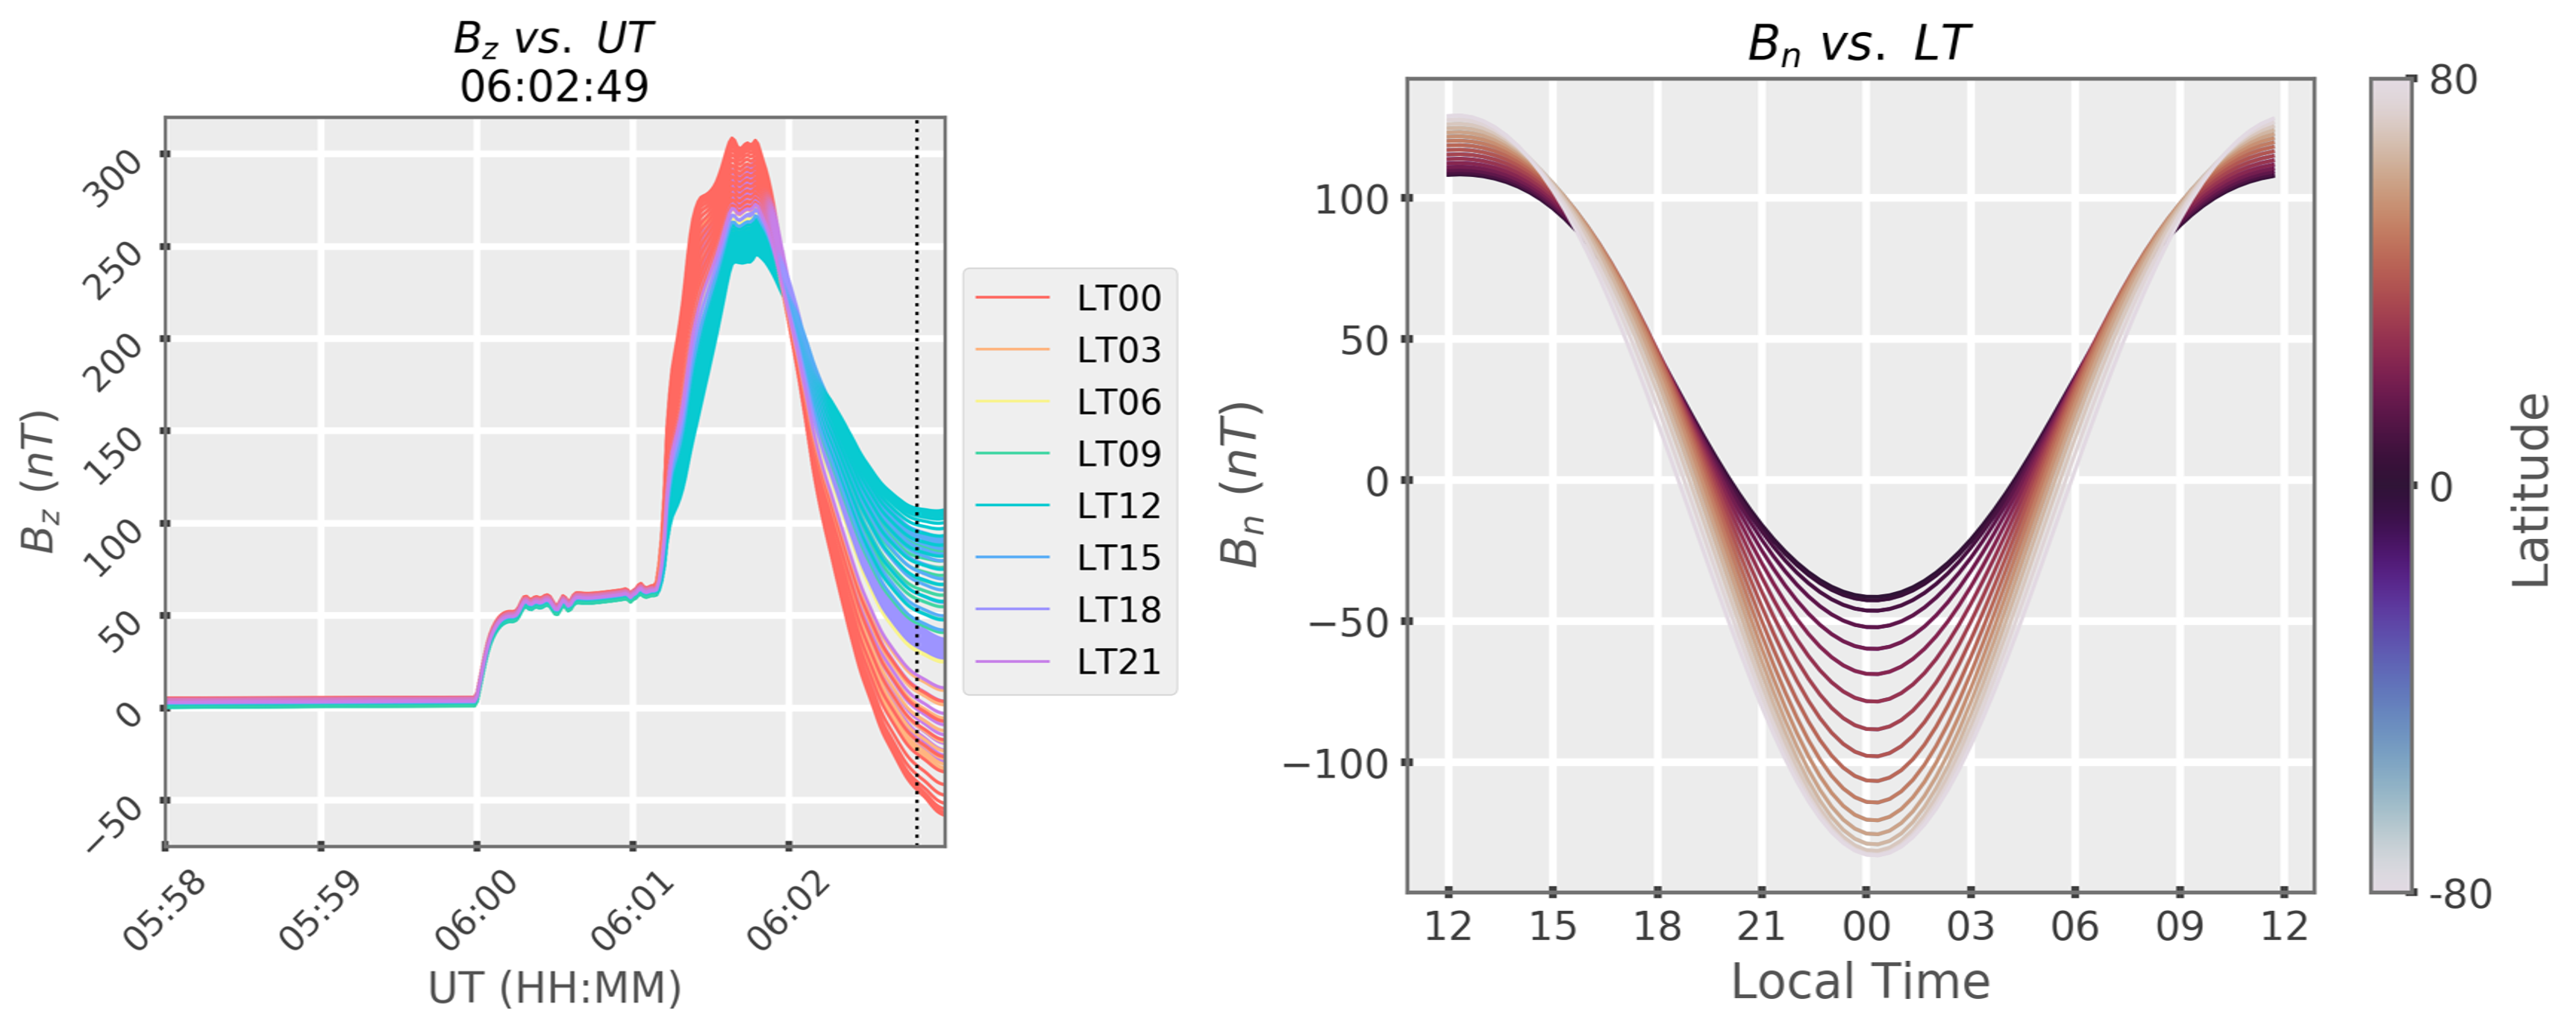 B_z vs. UT
06:02:49
B_z (nT)
300
250
200
150
100
50
0
−50
05:58
05:59
06:00
06:01
06:02
UT (HH:MM)
LT00
LT03
LT06
LT09
LT12
LT15
LT18
LT21
B_n vs. LT
B_n (nT)
100
50
0
−50
−100
12
15
18
21
00
03
06
09
12
Local Time
80
0
-80
Latitude